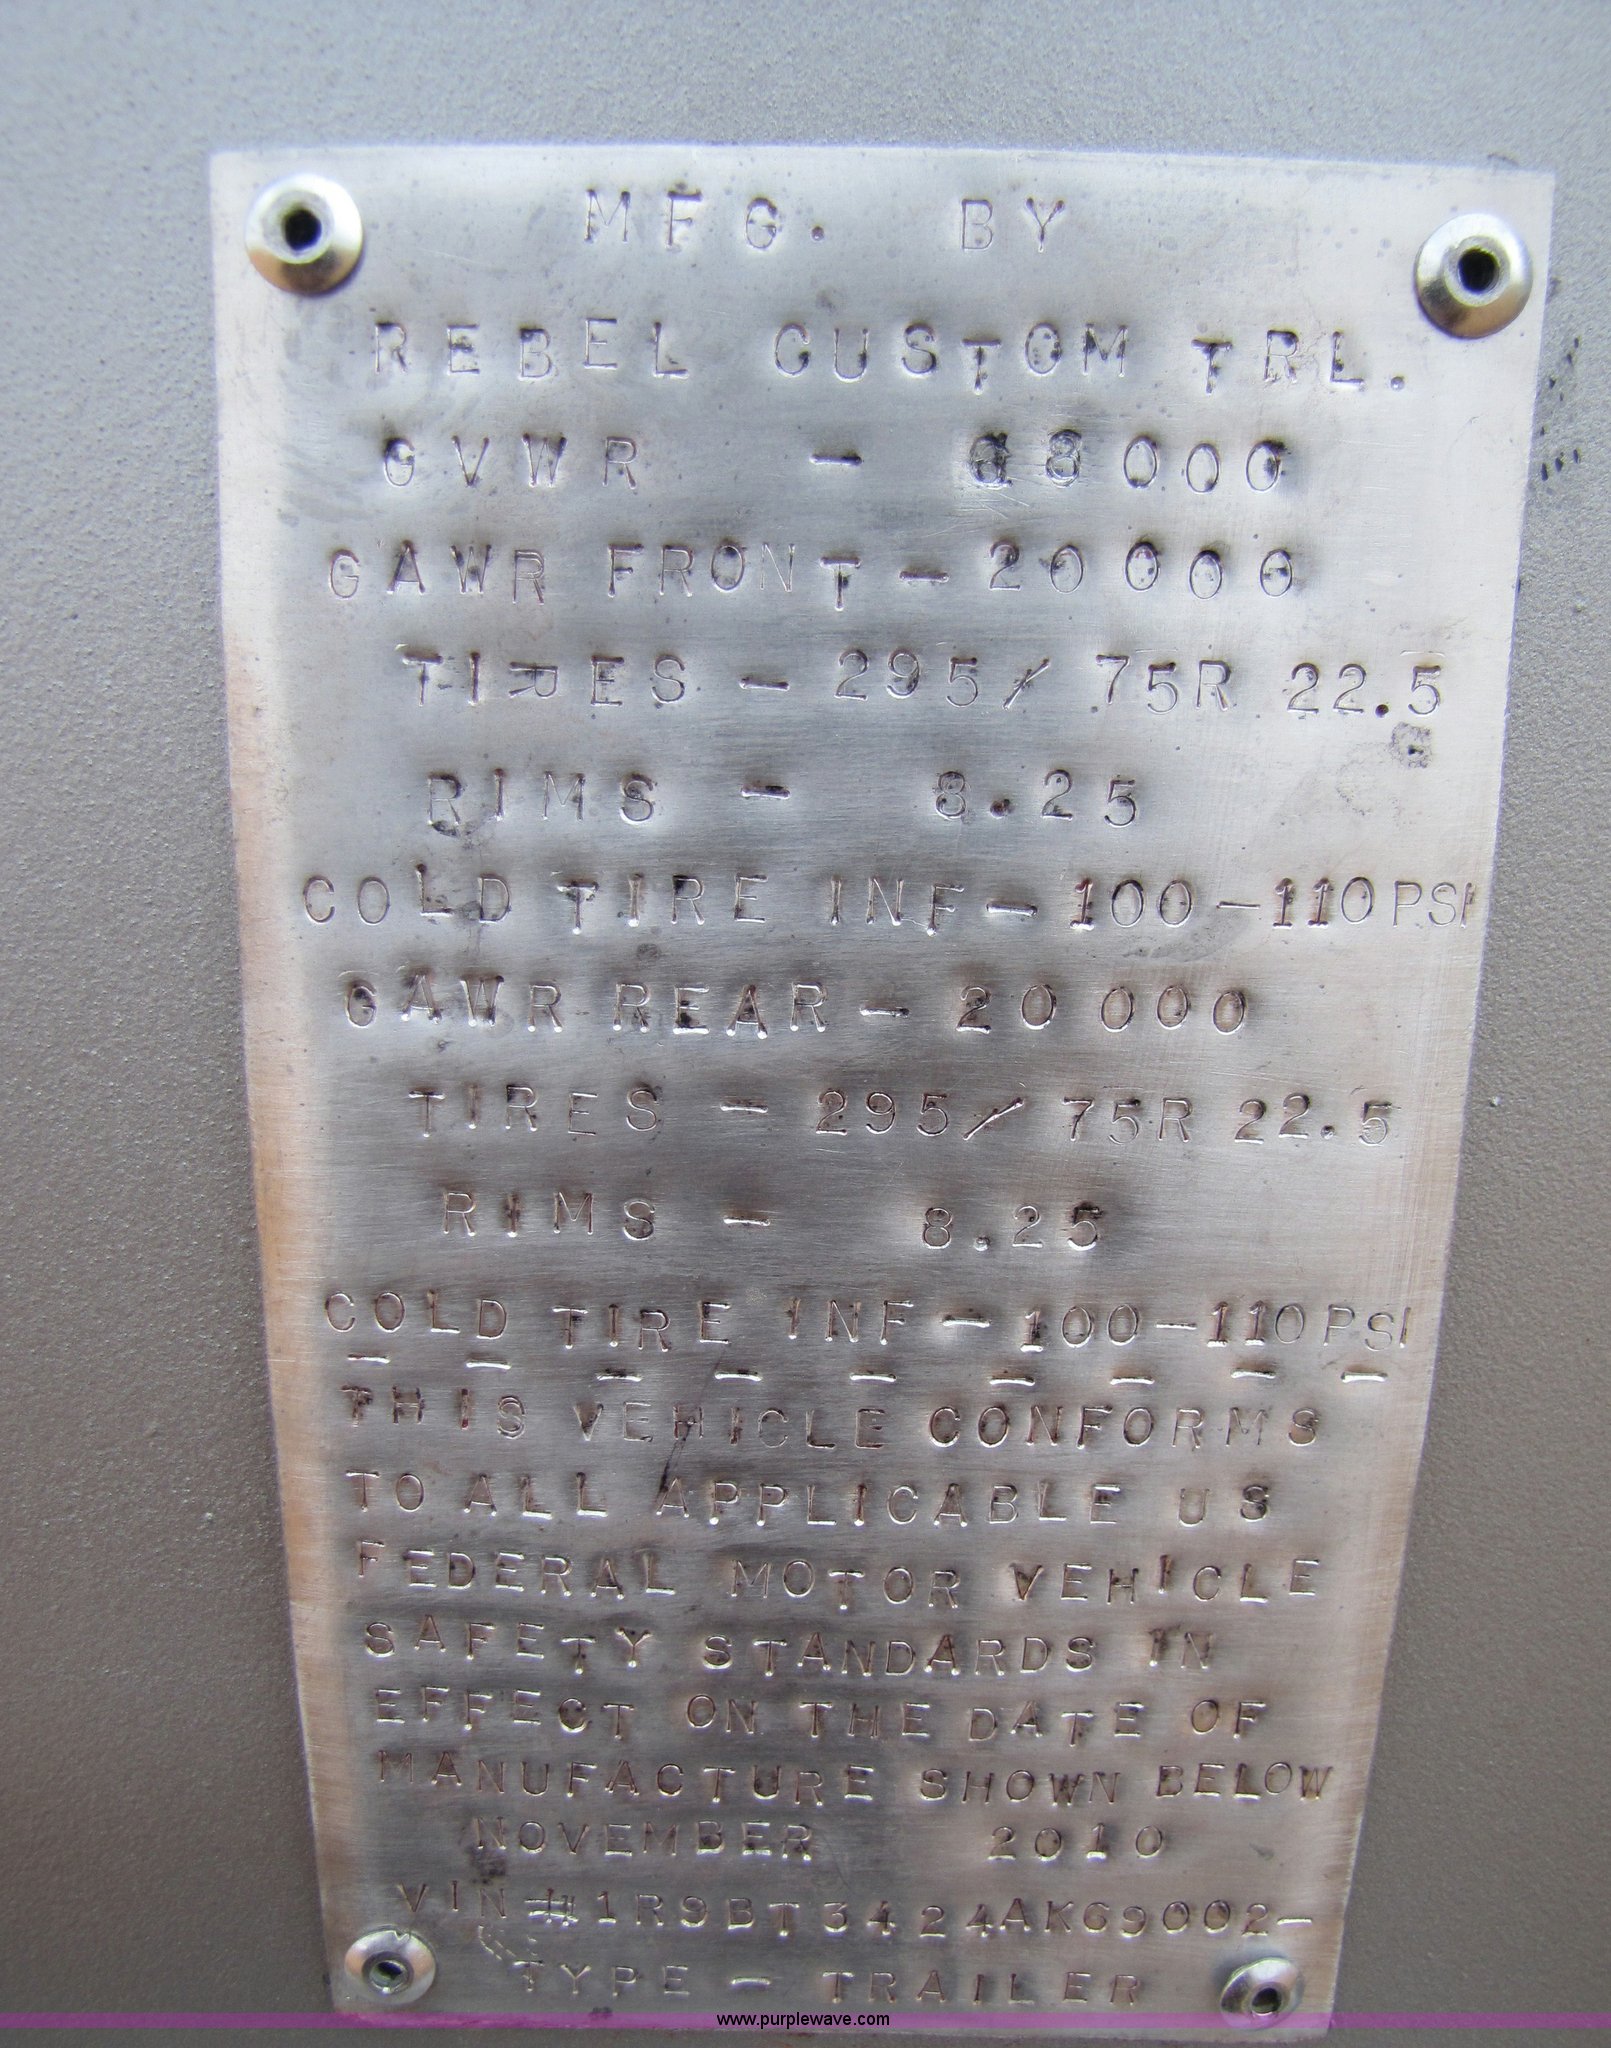 MFG. BY
REBEL CUSTOM TRL.
GVWR - 68000
GAWR FRONT - 20000
TIRES - 295/75R 22.5
RIMS - 8.25
COLD TIRE INF - 100-110PSI
GAWR REAR - 20000
TIRES - 295/75R 22.5
RIMS - 8.25
COLD TIRE INF - 100-110PSI
- - - - - - - - -
THIS VEHICLE CONFORMS
TO ALL APPLICABLE US
FEDERAL MOTOR VEHICLE
SAFETY STANDARDS IN
EFFECT ON THE DATE OF
MANUFACTURE SHOWN BELOW
NOVEMBER 2010
VIN#1R9BT3424AK69002-
TYPE - TRAILER
www.purplewave.com